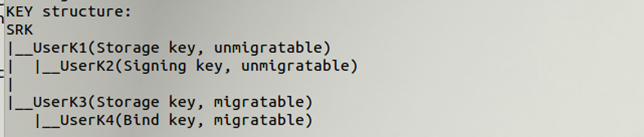 KEY structure:
SRK
|__UserK1(Storage key, unmigratable)
|  |__UserK2(Signing key, unmigratable)
|
|__UserK3(Storage key, migratable)
   |__UserK4(Bind key, migratable)